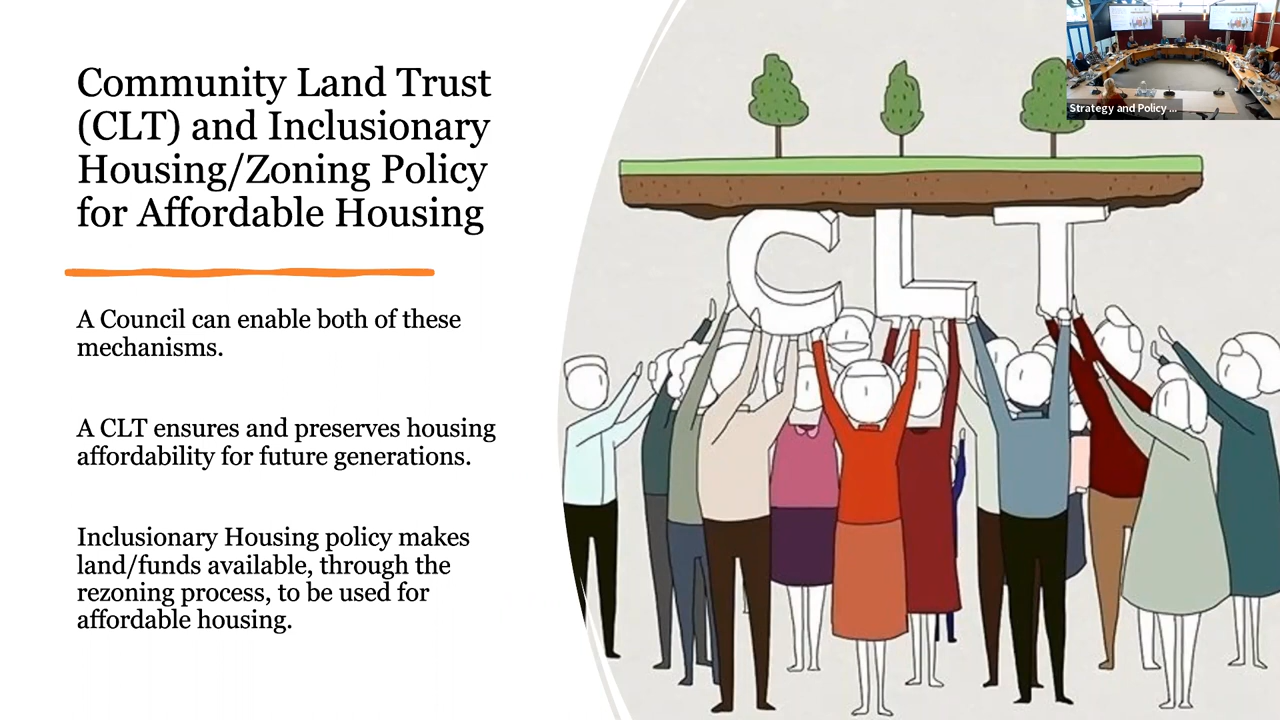 Community Land Trust
(CLT) and Inclusionary
Housing/Zoning Policy
for Affordable Housing
A Council can enable both of these
mechanisms.
A CLT ensures and preserves housing
affordability for future generations.
Inclusionary Housing policy makes
land/funds available, through the
rezoning process, to be used for
affordable housing.
CLT
Strategy and Policy ...